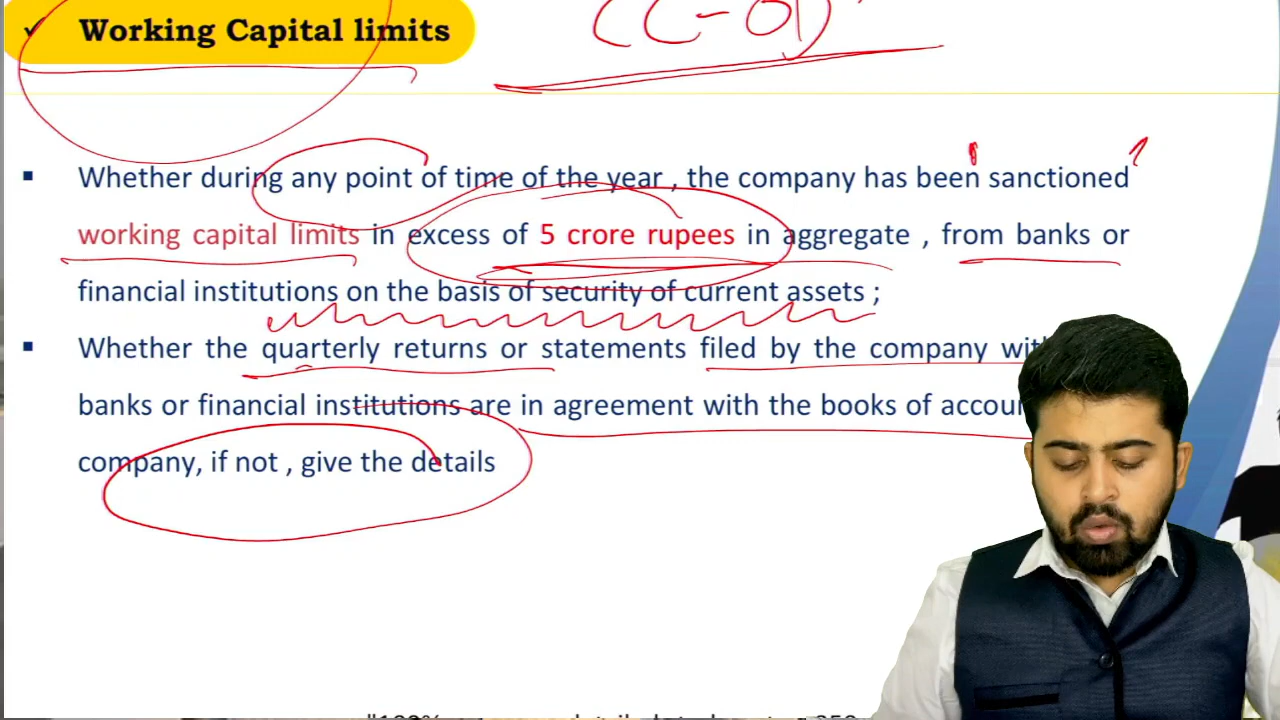 Working Capital limits
Whether during any point of time of the year , the company has been sanctioned
working capital limits in excess of 5 crore rupees in aggregate , from banks or
financial institutions on the basis of security of current assets ;
Whether the quarterly returns or statements filed by the company with
banks or financial institutions are in agreement with the books of
company, if not , give the details